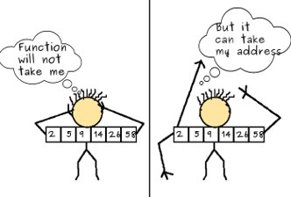 Function
will not
take me
2 5 9 14 26 58
But it
can take
my address
2 5 9 14 26 58